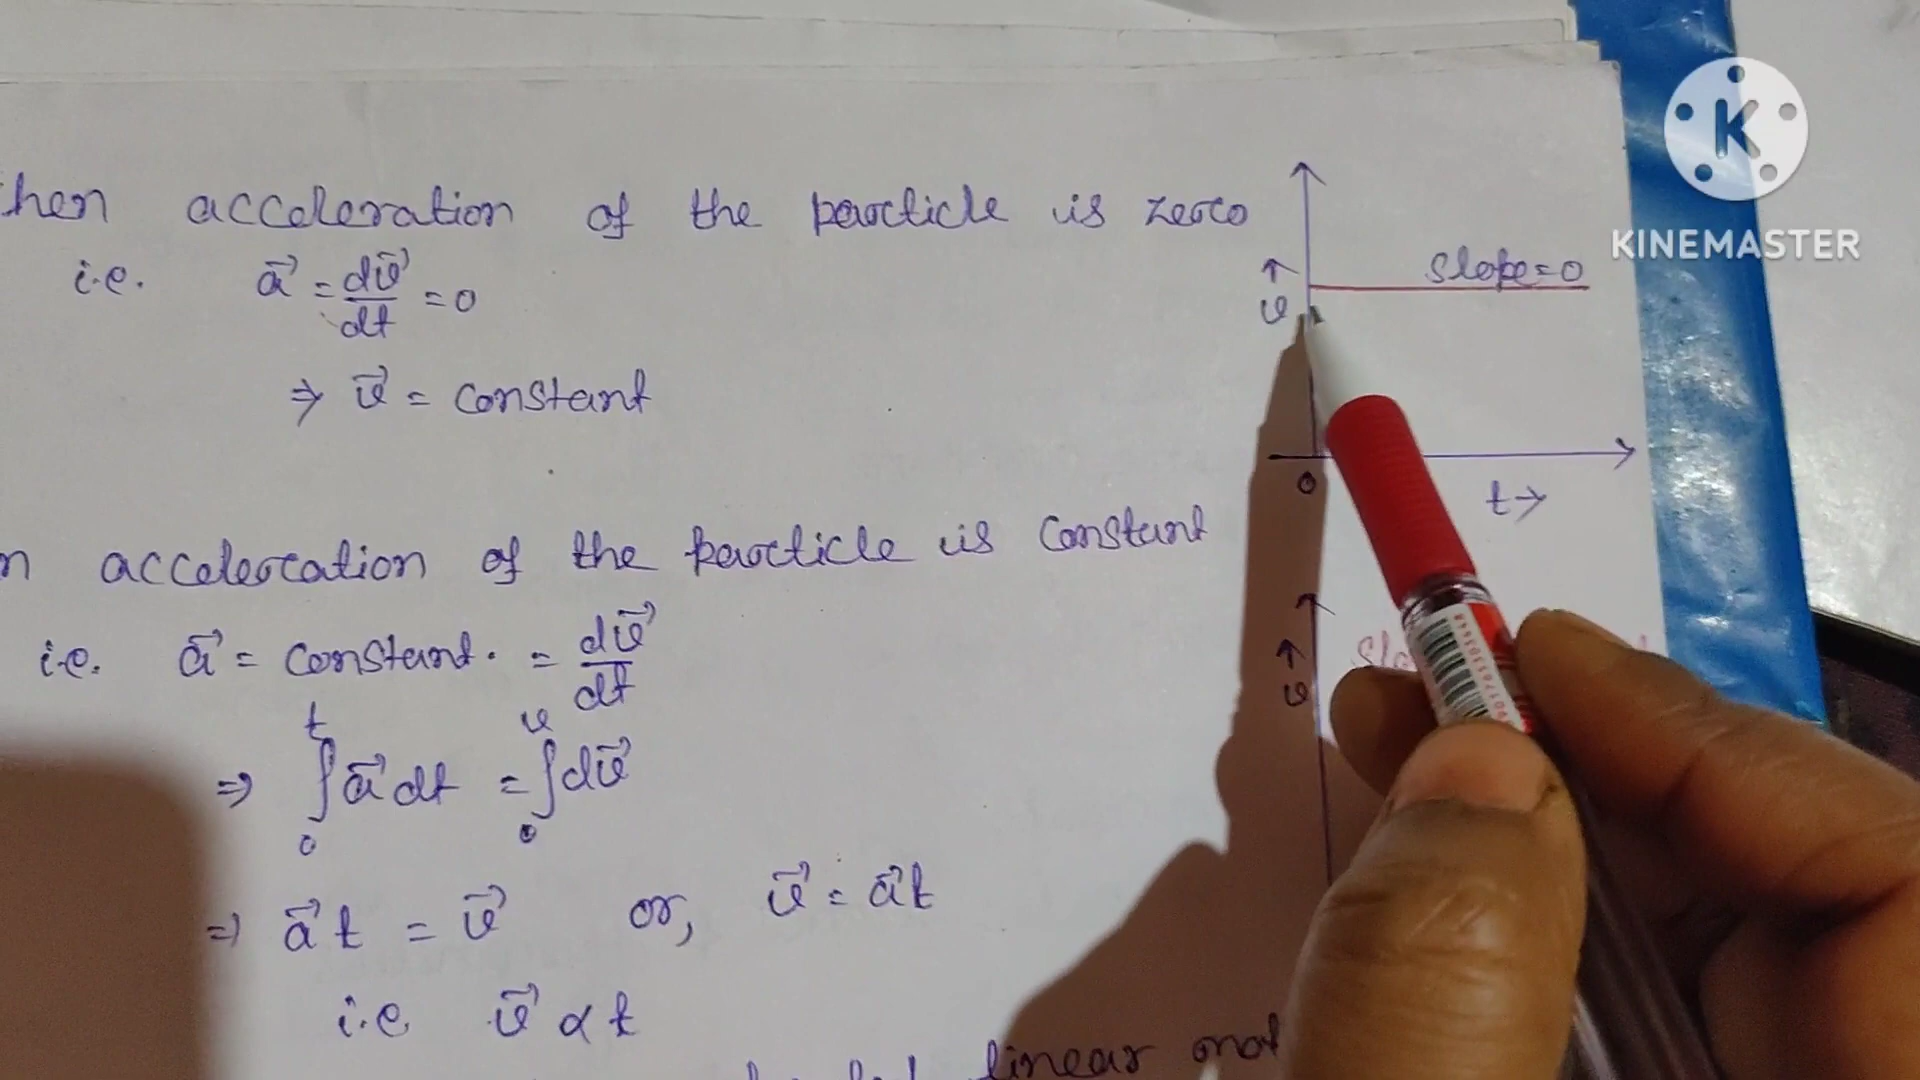 hen acceleration of the particle is zero
i.e. a⃗ = dv⃗/dt = 0
⇒ v⃗ = constant
n acceleration of the particle is constant
i.e. a⃗ = constant. = dv⃗/dt
⇒ ∫₀ᵗ a⃗ dt = ∫₀ᵛ dv⃗
⇒ a⃗ t = v⃗ or, v⃗ = a⃗ t
i.e v⃗ ∝ t
linear mot
slope=0
v →
0
t →
v →
KINEMASTER
K